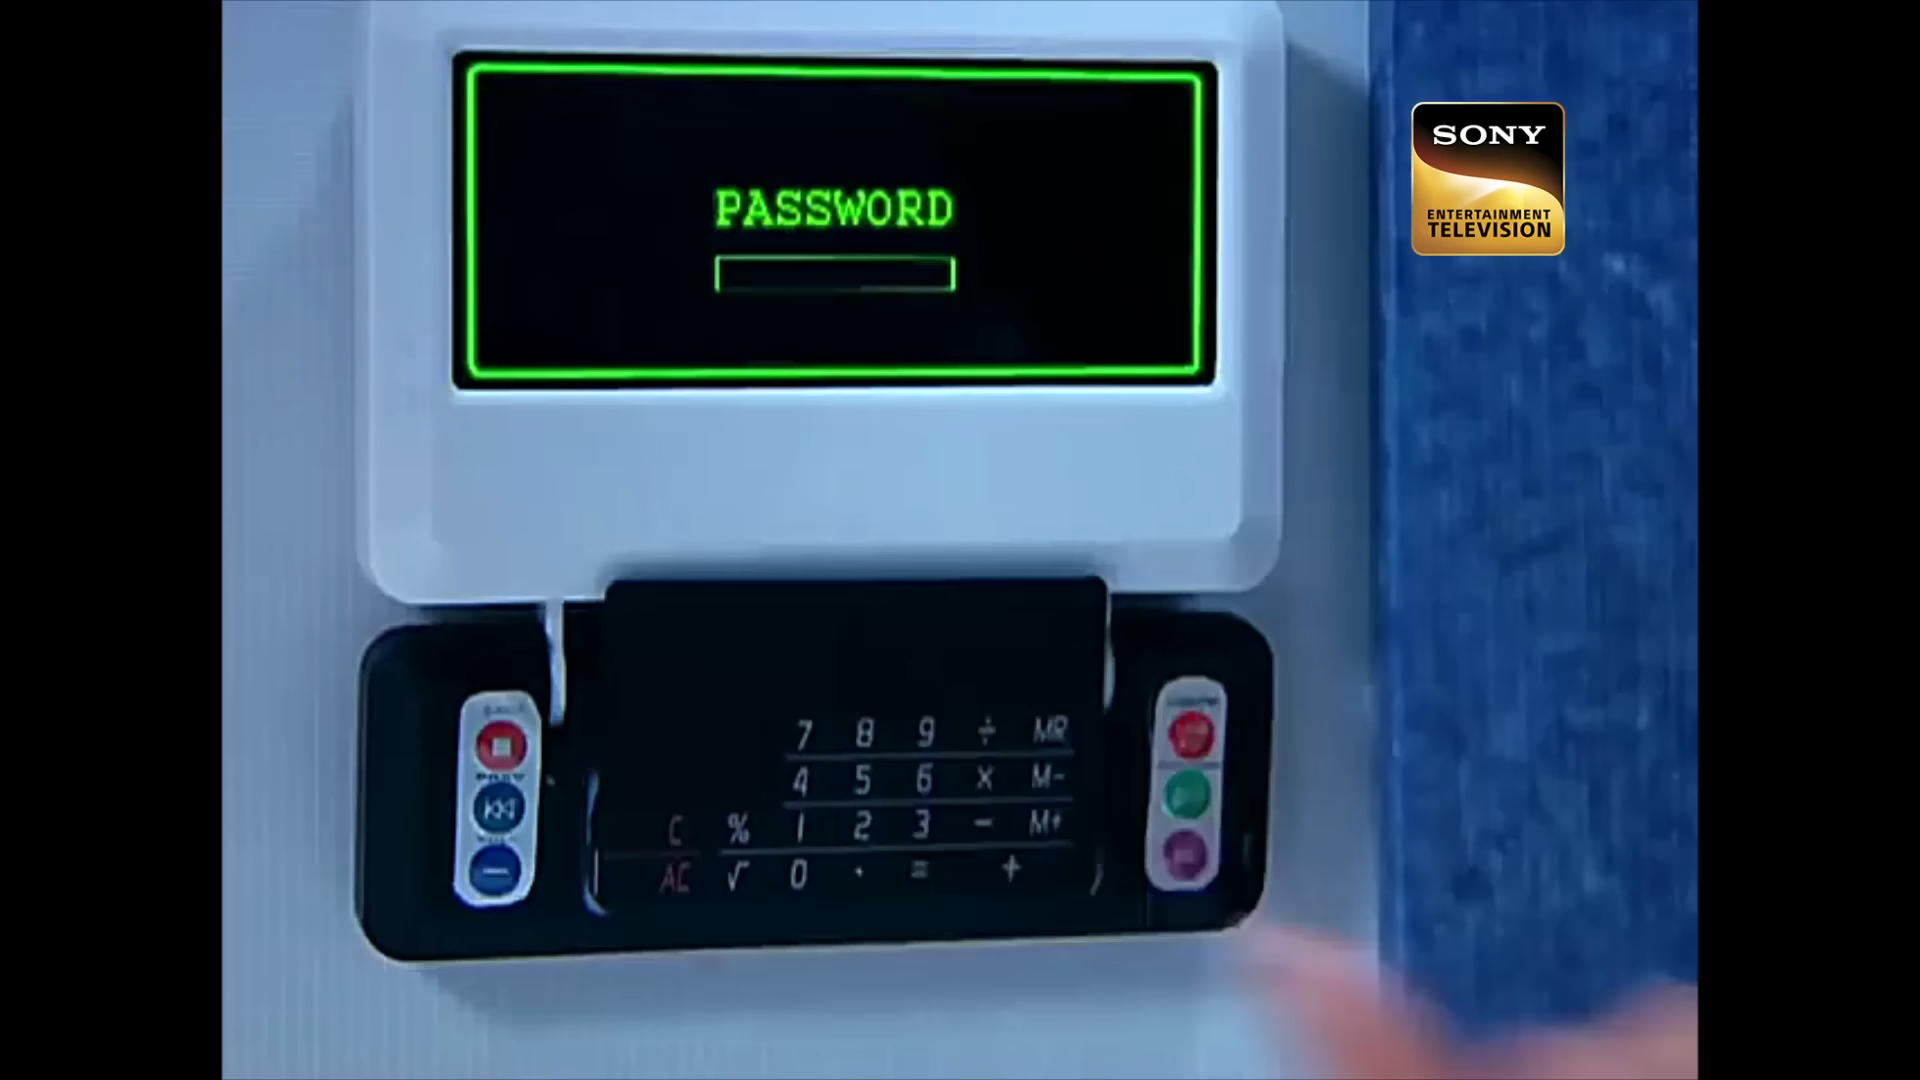 PASSWORD
SONY
ENTERTAINMENT
TELEVISION
7 8 9 ÷ MR
4 5 6 X M-
C % 1 2 3 - M+
AC √ 0 · = +